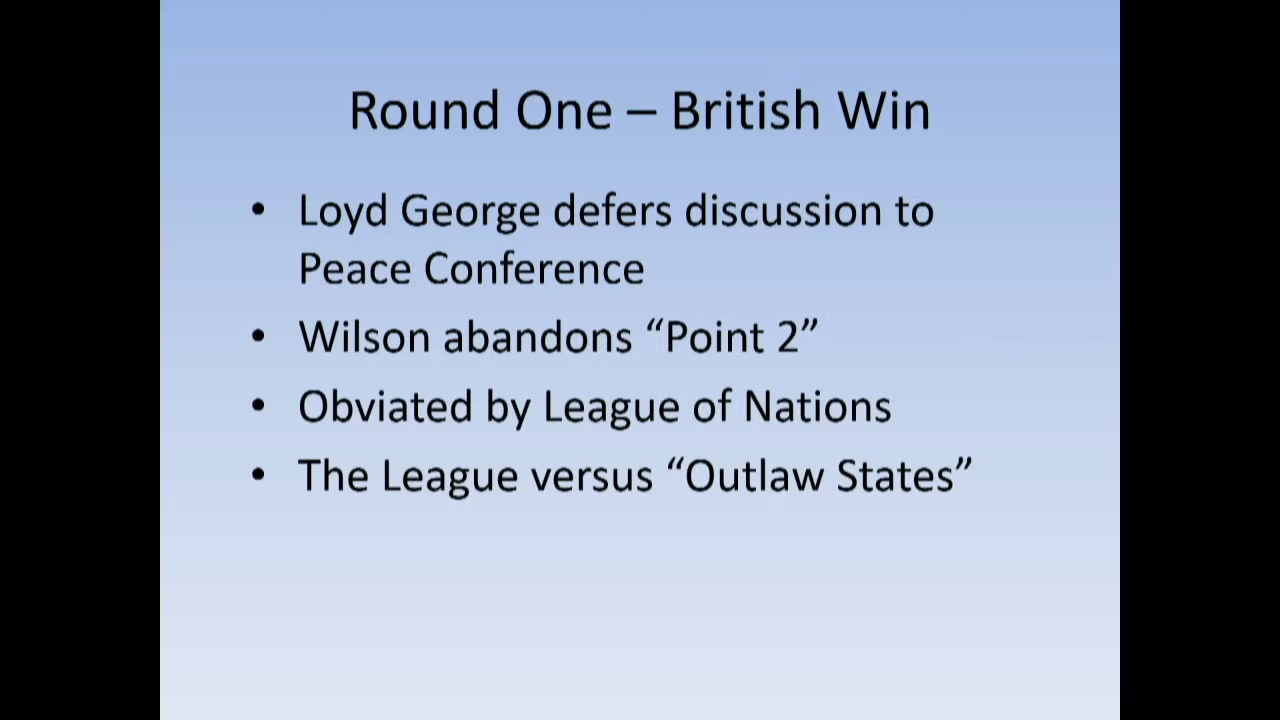 Round One – British Win
• Loyd George defers discussion to
Peace Conference
• Wilson abandons “Point 2”
• Obviated by League of Nations
• The League versus “Outlaw States”